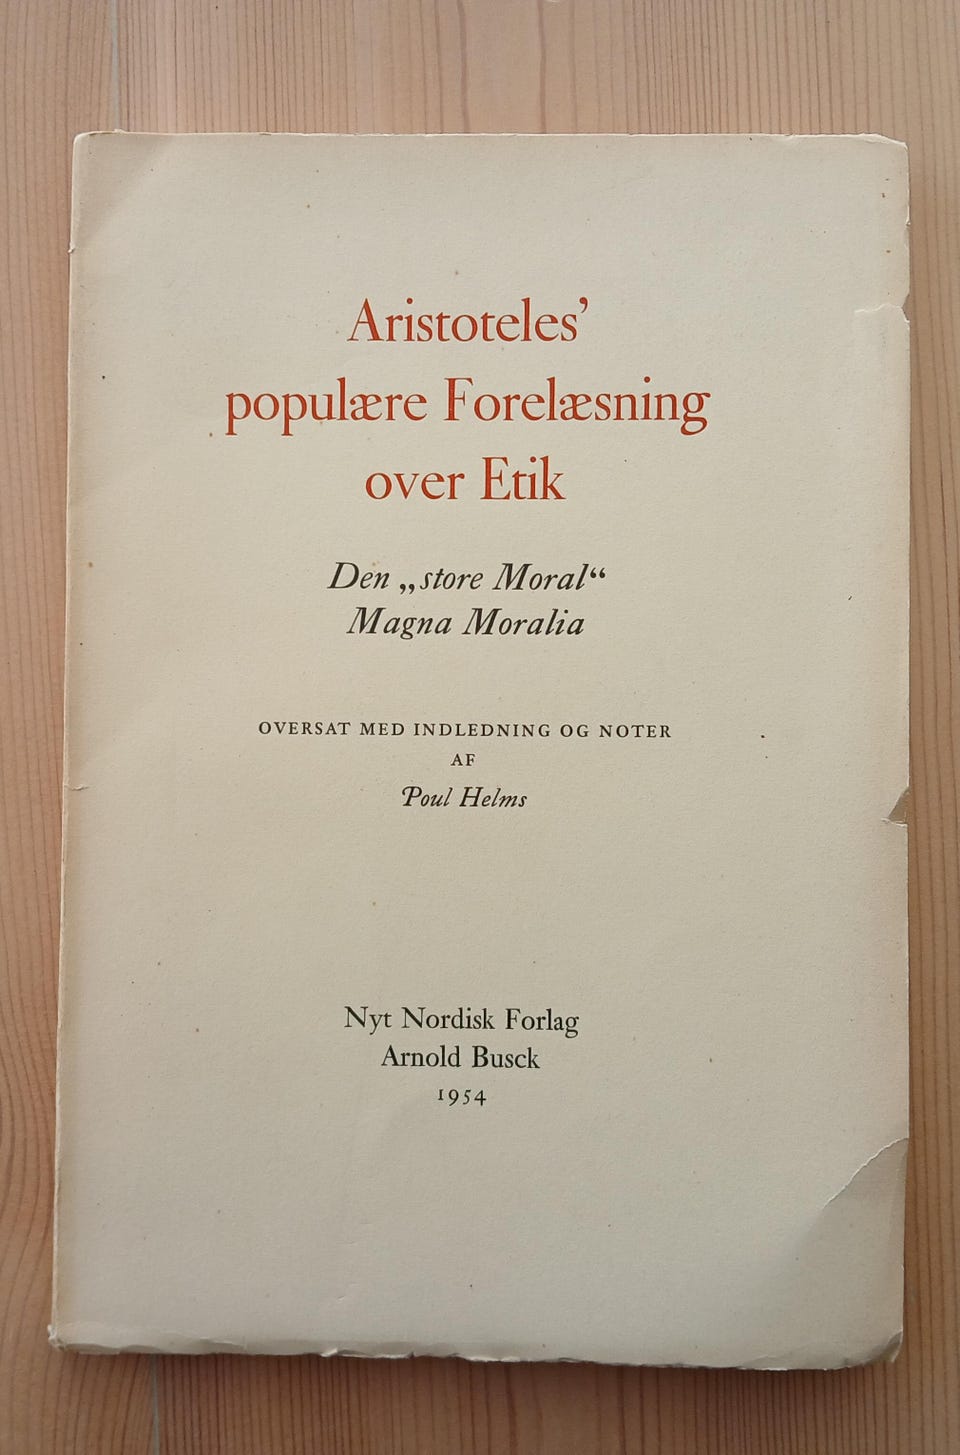 Aristoteles’
populære Forelæsning
over Etik
Den „store Moral“
Magna Moralia
OVERSAT MED INDLEDNING OG NOTER
AF
Poul Helms
Nyt Nordisk Forlag
Arnold Busck
1954